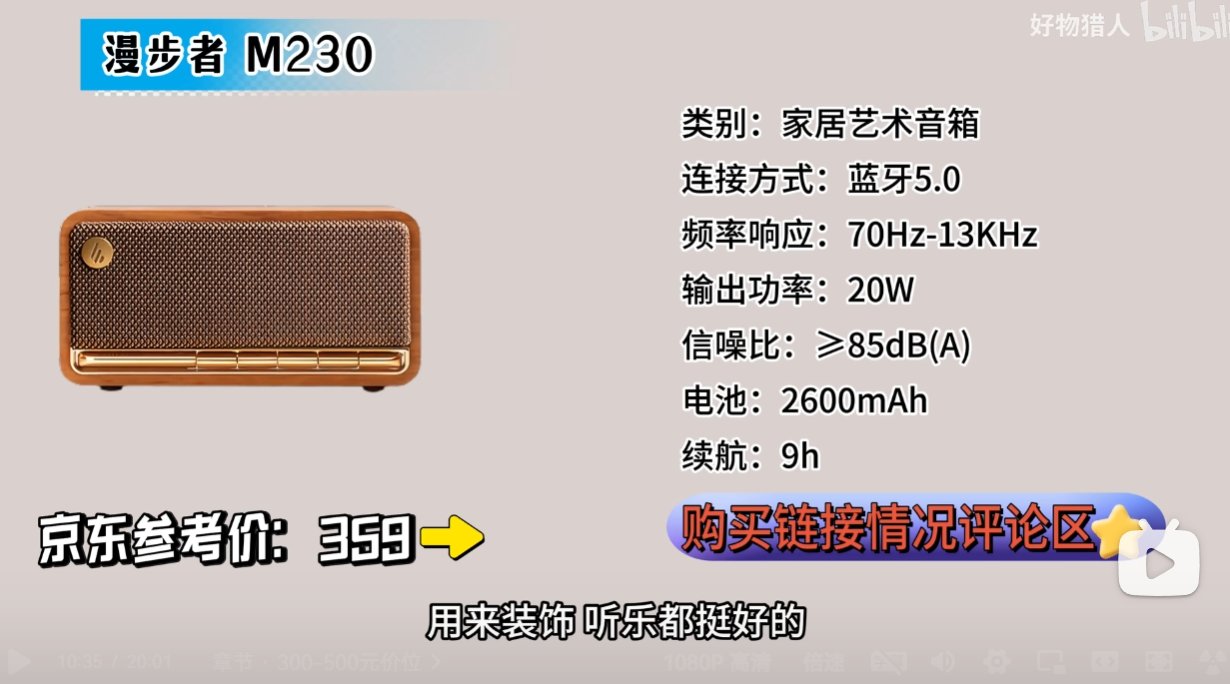 好物猎人 bilibili
漫步者 M230
类别：家居艺术音箱
连接方式：蓝牙5.0
频率响应：70Hz-13KHz
输出功率：20W
信噪比：≥85dB(A)
电池：2600mAh
续航：9h
京东参考价：359
购买链接情况评论区
用来装饰 听乐都挺好的
10:35 / 20:01 章节 · 300-500元价位 > 1080P 高清 倍速